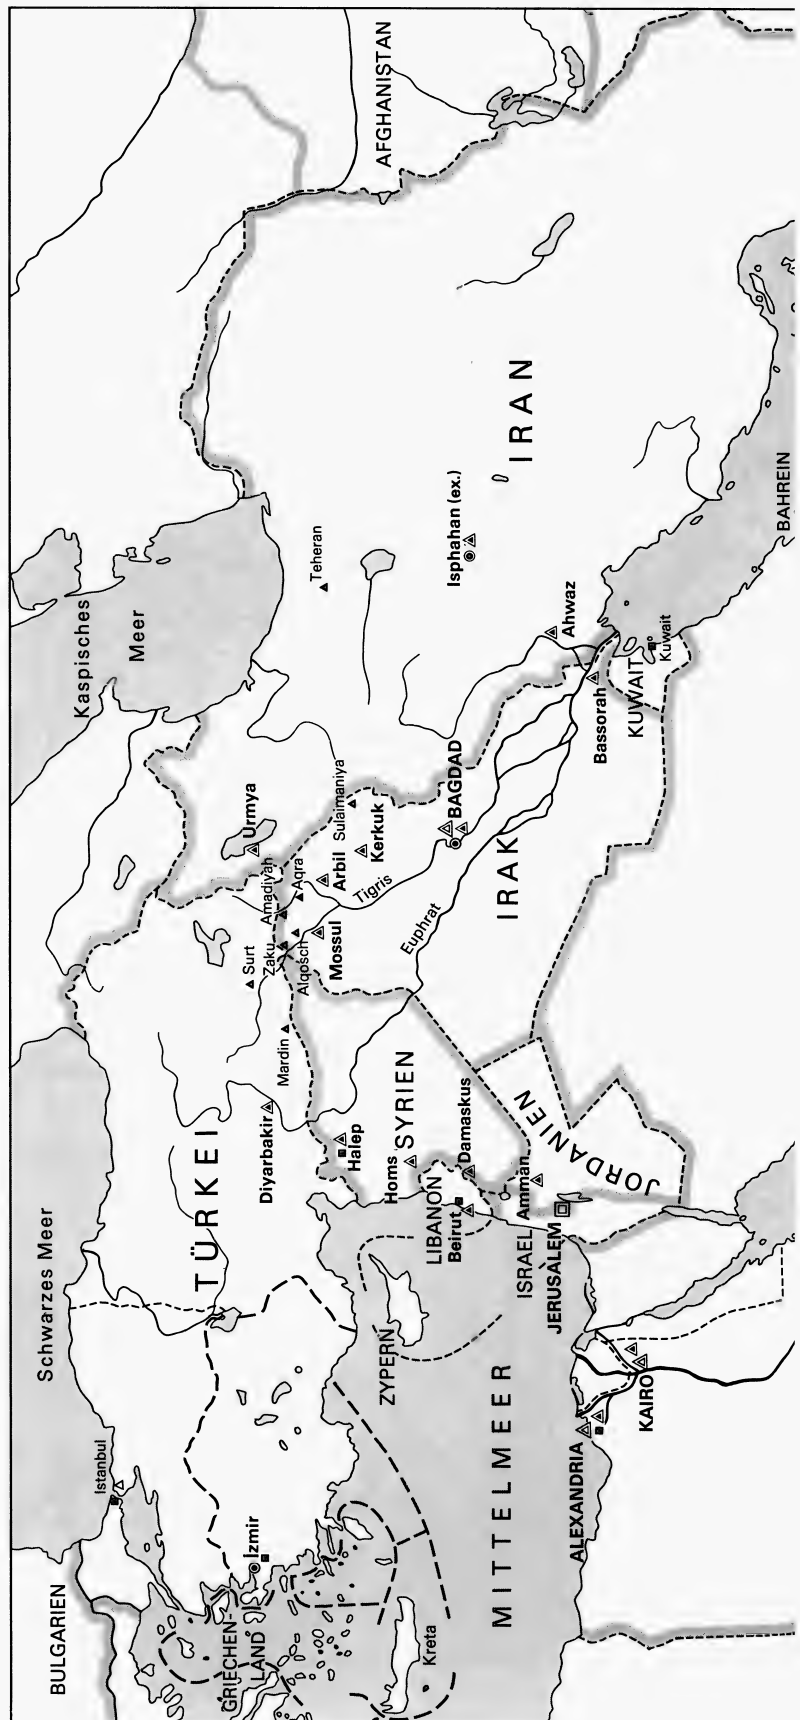 BULGARIEN
GRIECHEN-
LAND
Istanbul
Izmir
Kreta
Schwarzes Meer
TÜRKEI
MITTELMEER
ZYPERN
ALEXANDRIA
KAIRO
Diyarbakir
Mardin
Surt
Zaku
Amadiyah
Alqosch
Aqra
Mossul
Arbil
Kerkuk
Sulaimaniya
Urmya
Halep
Homs
SYRIEN
LIBANON
Beirut
Damaskus
ISRAEL
Amman
JERUSALEM
JORDANIEN
Tigris
Euphrat
IRAK
BAGDAD
Bassorah
KUWAIT
Kuwait
Ahwaz
Kaspisches
Meer
Teheran
Isphahan (ex.)
IRAN
BAHREIN
AFGHANISTAN